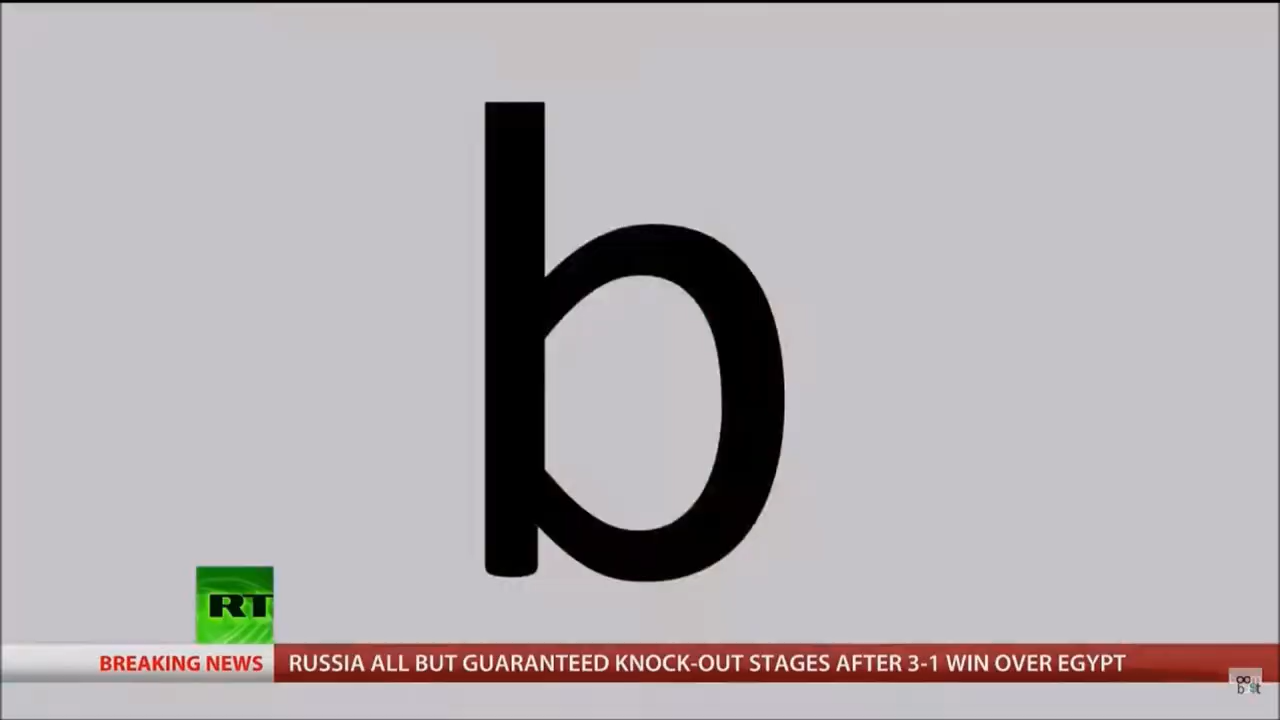 b
RT
BREAKING NEWS RUSSIA ALL BUT GUARANTEED KNOCK-OUT STAGES AFTER 3-1 WIN OVER EGYPT